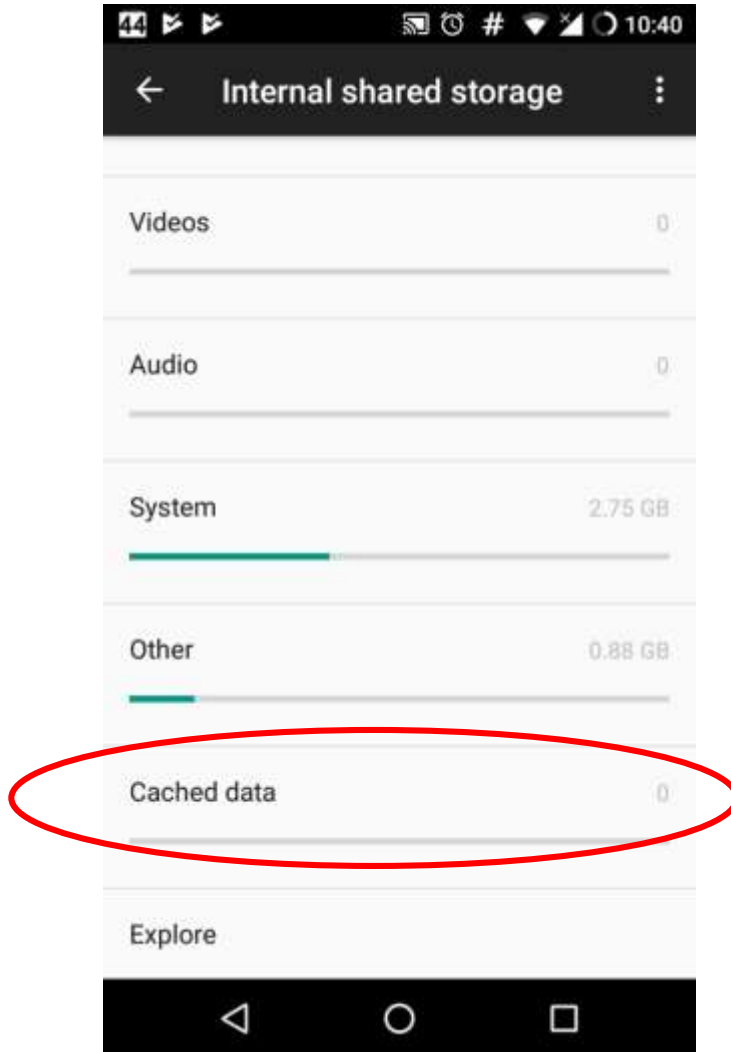 44 # 10:40
Internal shared storage
Videos 0
Audio 0
System 2.75 GB
Other 0.88 GB
Cached data 0
Explore